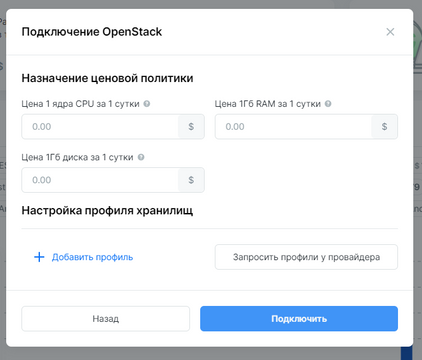 Подключение OpenStack
Назначение ценовой политики
Цена 1 ядра CPU за 1 сутки ?
Цена 1Гб RAM за 1 сутки ?
0.00 $
0.00 $
Цена 1Гб диска за 1 сутки ?
0.00 $
Настройка профиля хранилищ
+ Добавить профиль
Запросить профили у провайдера
Назад
Подключить